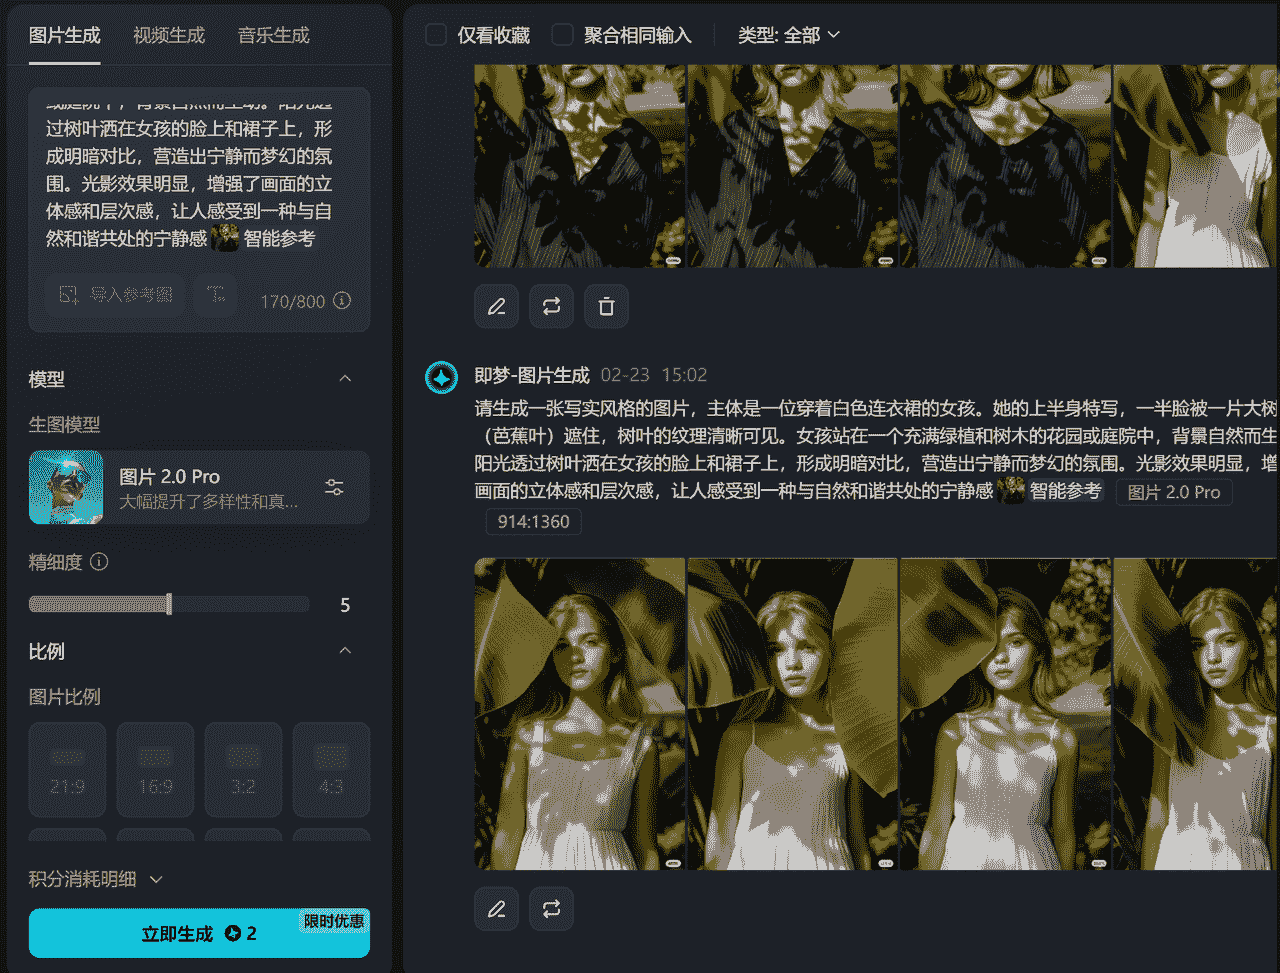 图片生成 视频生成 音乐生成
过树叶洒在女孩的脸上和裙子上，形
成明暗对比，营造出宁静而梦幻的氛
围。光影效果明显，增强了画面的立
体感和层次感，让人感受到一种与自
然和谐共处的宁静感 智能参考
导入参考图 T 170/800
模型
生图模型
图片 2.0 Pro
大幅提升了多样性和真...
精细度
5
比例
图片比例
21:9 16:9 3:2 4:3
积分消耗明细
立即生成 2
限时优惠
仅看收藏 聚合相同输入 类型: 全部
即梦-图片生成 02-23 15:02
请生成一张写实风格的图片，主体是一位穿着白色连衣裙的女孩。她的上半身特写，一半脸被一片大树
（芭蕉叶）遮住，树叶的纹理清晰可见。女孩站在一个充满绿植和树木的花园或庭院中，背景自然而生
阳光透过树叶洒在女孩的脸上和裙子上，形成明暗对比，营造出宁静而梦幻的氛围。光影效果明显，增
画面的立体感和层次感，让人感受到一种与自然和谐共处的宁静感 智能参考 图片 2.0 Pro
914:1360